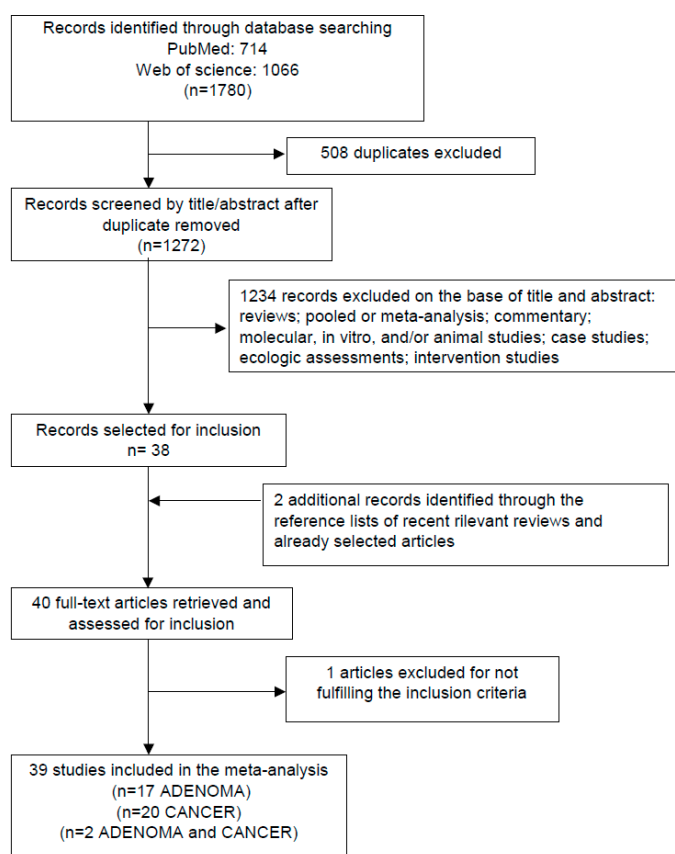 Records identified through database searching
PubMed: 714
Web of science: 1066
(n=1780)
508 duplicates excluded
Records screened by title/abstract after
duplicate removed
(n=1272)
1234 records excluded on the base of title and abstract:
reviews; pooled or meta-analysis; commentary;
molecular, in vitro, and/or animal studies; case studies;
ecologic assessments; intervention studies
Records selected for inclusion
n= 38
2 additional records identified through the
reference lists of recent rilevant reviews and
already selected articles
40 full-text articles retrieved and
assessed for inclusion
1 articles excluded for not
fulfilling the inclusion criteria
39 studies included in the meta-analysis
(n=17 ADENOMA)
(n=20 CANCER)
(n=2 ADENOMA and CANCER)